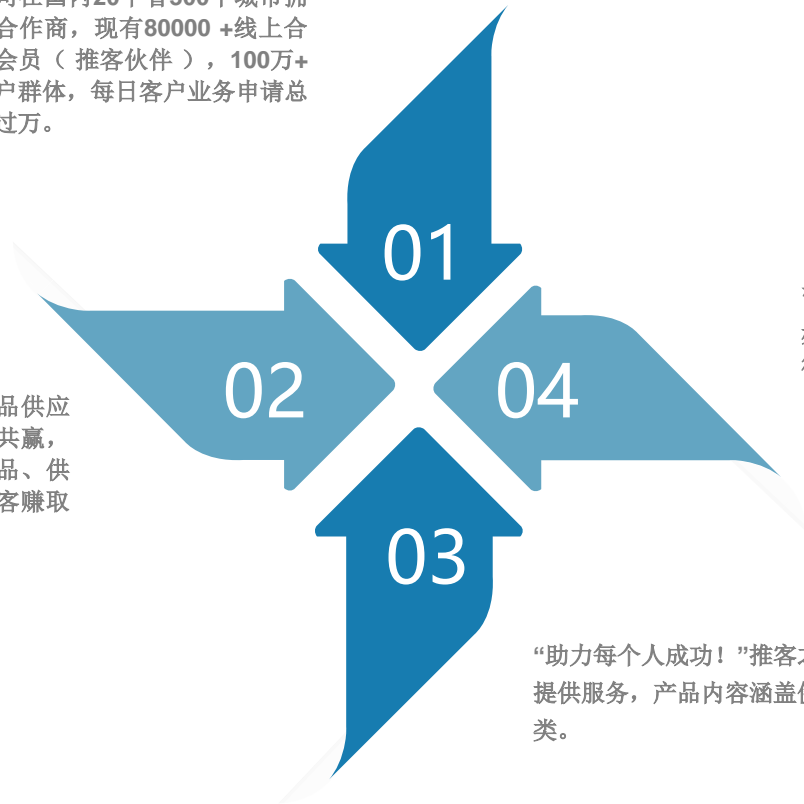 合作商，现有80000 +线上合
会员（ 推客伙伴 ），100万+
户群体，每日客户业务申请总
过万。
01
02
04
品供应
共赢，
品、供
客赚取
03
“助力每个人成功！”推客
提供服务，产品内容涵盖
类。